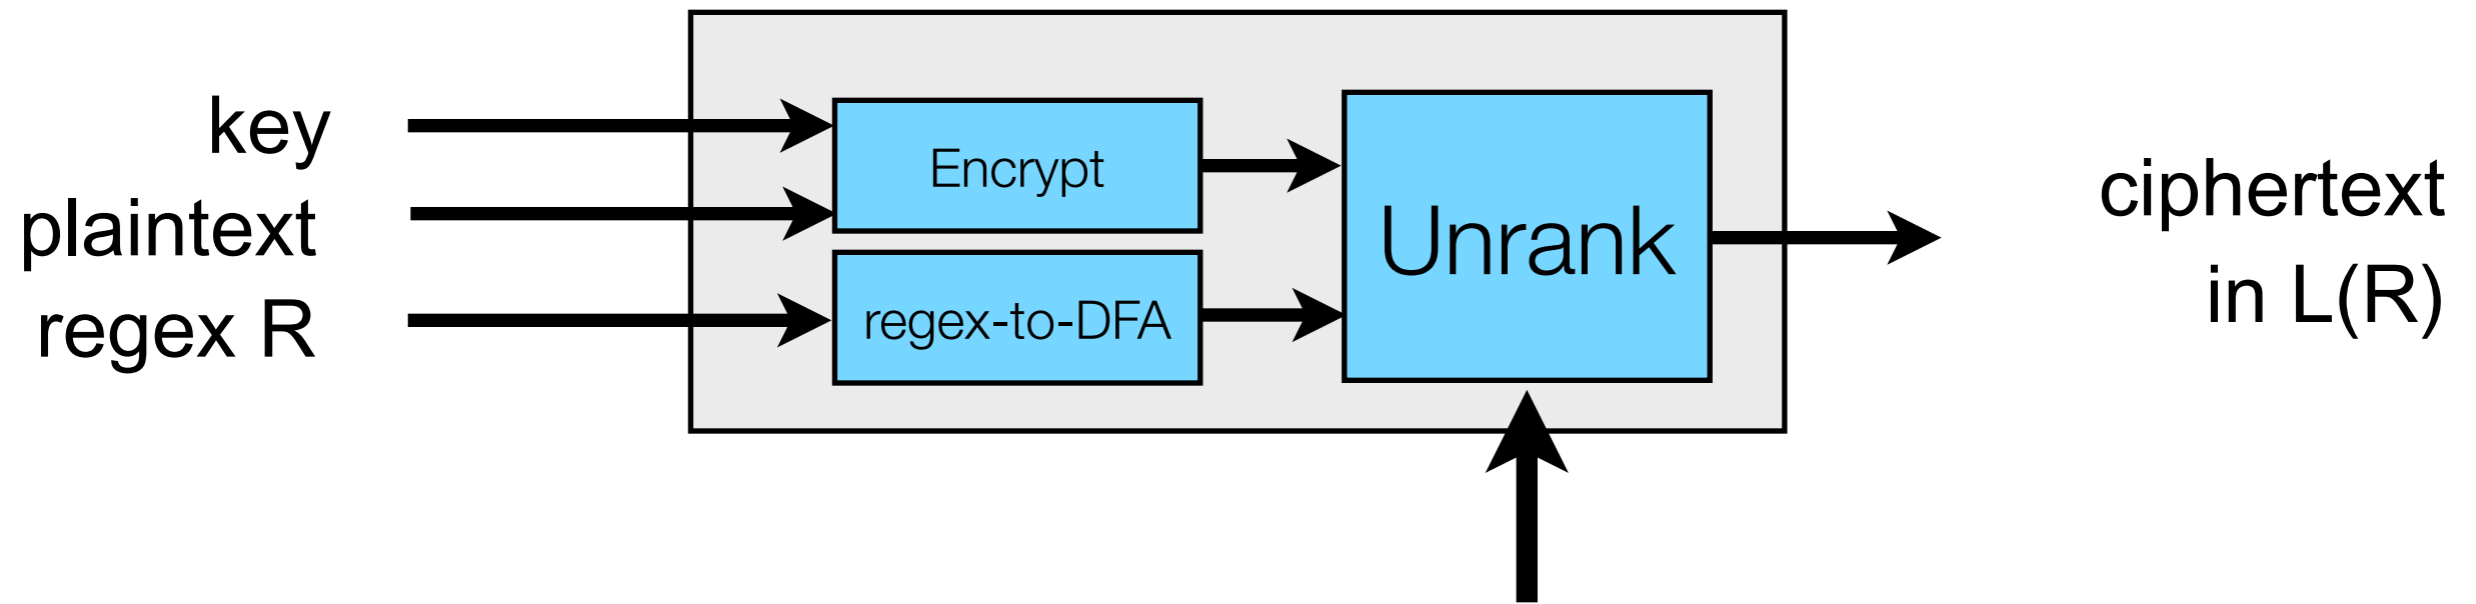 key
plaintext
regex R
Encrypt
regex-to-DFA
Unrank
ciphertext
in L(R)